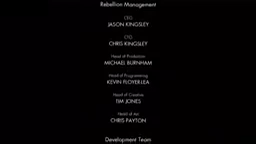 Rebellion Management
CEO
JASON KINGSLEY
CTO
CHRIS KINGSLEY
Head of Production
MICHAEL BURNHAM
Head of Programming
KEVIN FLOYER-LEA
Head of Creative
TIM JONES
Head of Art
CHRIS PAYTON
Development Team